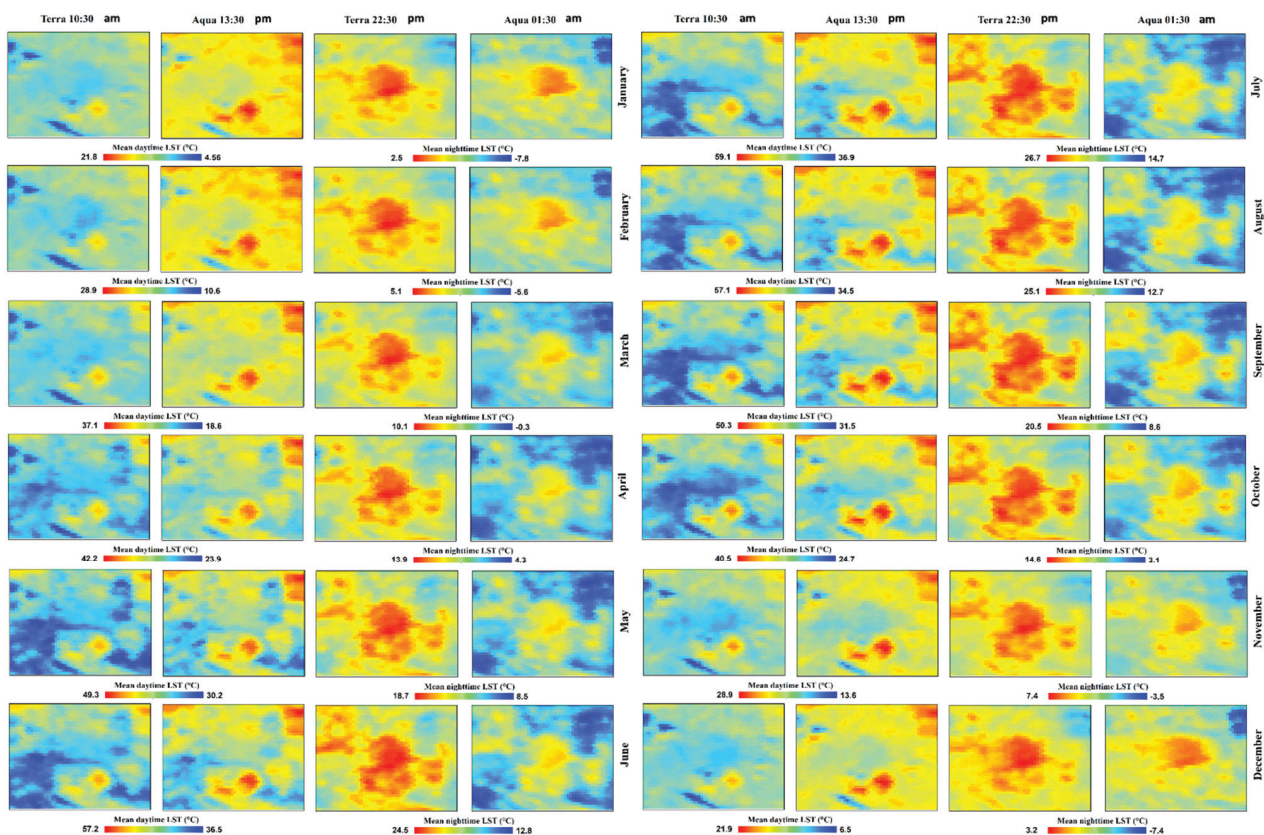 Terra 10:30 am Aqua 13:30 pm Terra 22:30 pm Aqua 01:30 am Terra 10:30 am Aqua 13:30 pm Terra 22:30 pm Aqua 01:30 am
January July
Mean daytime LST (°C) Mean nighttime LST (°C) Mean daytime LST (°C) Mean nighttime LST (°C)
21.8 4.56 2.5 -7.8 59.1 36.9 26.7 14.7
February August
Mean daytime LST (°C) Mean nighttime LST (°C) Mean daytime LST (°C) Mean nighttime LST (°C)
28.9 10.6 5.1 -5.6 57.1 34.5 25.1 12.7
March September
Mean daytime LST (°C) Mean nighttime LST (°C) Mean daytime LST (°C) Mean nighttime LST (°C)
37.1 18.6 10.1 -0.3 50.3 31.5 20.5 8.6
April October
Mean daytime LST (°C) Mean nighttime LST (°C) Mean daytime LST (°C) Mean nighttime LST (°C)
42.2 23.9 13.9 4.3 40.5 24.7 14.6 3.1
May November
Mean daytime LST (°C) Mean nighttime LST (°C) Mean daytime LST (°C) Mean nighttime LST (°C)
49.3 30.2 18.7 8.5 28.9 13.6 7.4 -3.5
June December
Mean daytime LST (°C) Mean nighttime LST (°C) Mean daytime LST (°C) Mean nighttime LST (°C)
57.2 36.5 24.5 12.8 21.9 6.5 3.2 -7.4